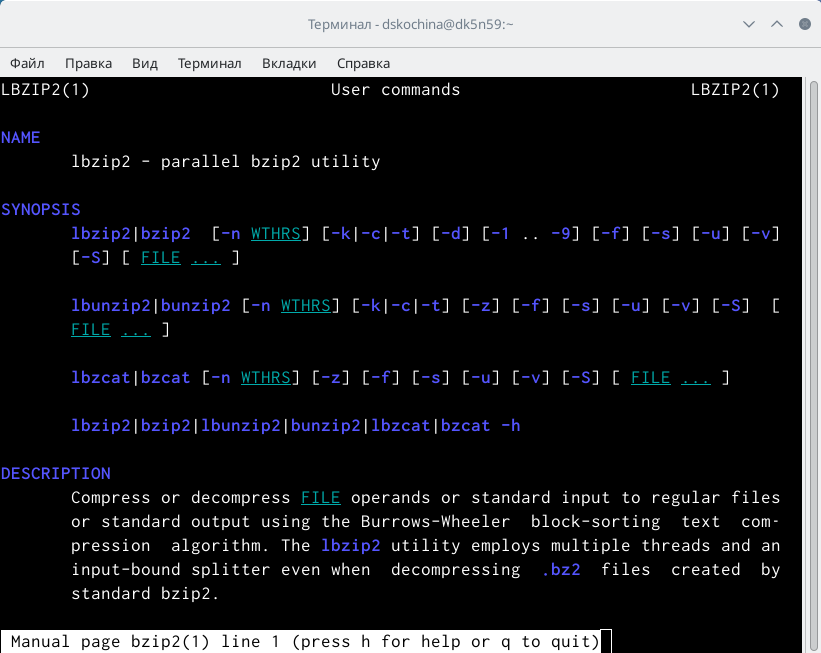 Терминал - dskochina@dk5n59:~
Файл Правка Вид Терминал Вкладки Справка
LBZIP2(1) User commands LBZIP2(1)
NAME
lbzip2 - parallel bzip2 utility
SYNOPSIS
lbzip2|bzip2 [-n WTHRS] [-k|-c|-t] [-d] [-1 .. -9] [-f] [-s] [-u] [-v]
[-S] [ FILE ... ]
lbunzip2|bunzip2 [-n WTHRS] [-k|-c|-t] [-z] [-f] [-s] [-u] [-v] [-S] [
FILE ... ]
lbzcat|bzcat [-n WTHRS] [-z] [-f] [-s] [-u] [-v] [-S] [ FILE ... ]
lbzip2|bzip2|lbunzip2|bunzip2|lbzcat|bzcat -h
DESCRIPTION
Compress or decompress FILE operands or standard input to regular files
or standard output using the Burrows-Wheeler block-sorting text com-
pression algorithm. The lbzip2 utility employs multiple threads and an
input-bound splitter even when decompressing .bz2 files created by
standard bzip2.
Manual page bzip2(1) line 1 (press h for help or q to quit)